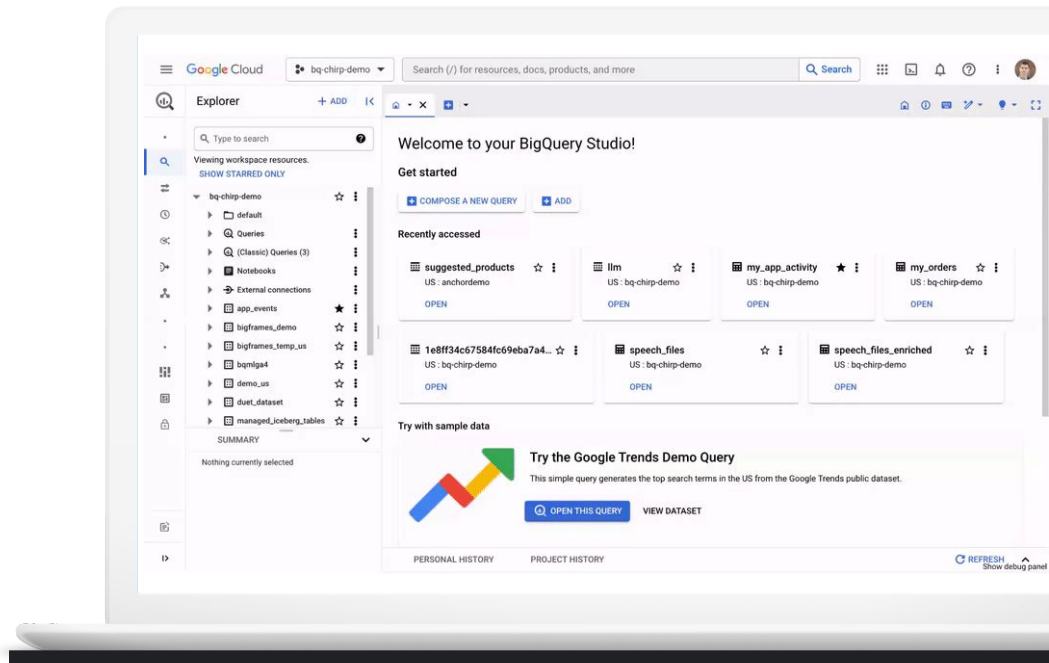 Google Cloud
bq-chirp-demo
Search (/) for resources, docs, products, and more
Search
Explorer
+ ADD
Type to search
Viewing workspace resources.
SHOW STARRED ONLY
bq-chirp-demo
default
Queries
(Classic) Queries (3)
Notebooks
External connections
app_events
bigframes_demo
bigframes_temp_us
bqmlga4
demo_us
duet_dataset
managed_iceberg_tables
SUMMARY
Nothing currently selected
Welcome to your BigQuery Studio!
Get started
COMPOSE A NEW QUERY
ADD
Recently accessed
suggested_products
US : anchordemo
OPEN
llm
US : bq-chirp-demo
OPEN
my_app_activity
US : bq-chirp-demo
OPEN
my_orders
US : bq-chirp-demo
OPEN
1e8ff34c67584fc69eba7a4...
US : bq-chirp-demo
OPEN
speech_files
US : bq-chirp-demo
OPEN
speech_files_enriched
US : bq-chirp-demo
OPEN
Try with sample data
Try the Google Trends Demo Query
This simple query generates the top search terms in the US from the Google Trends public dataset.
OPEN THIS QUERY
VIEW DATASET
PERSONAL HISTORY
PROJECT HISTORY
REFRESH
Show debug panel